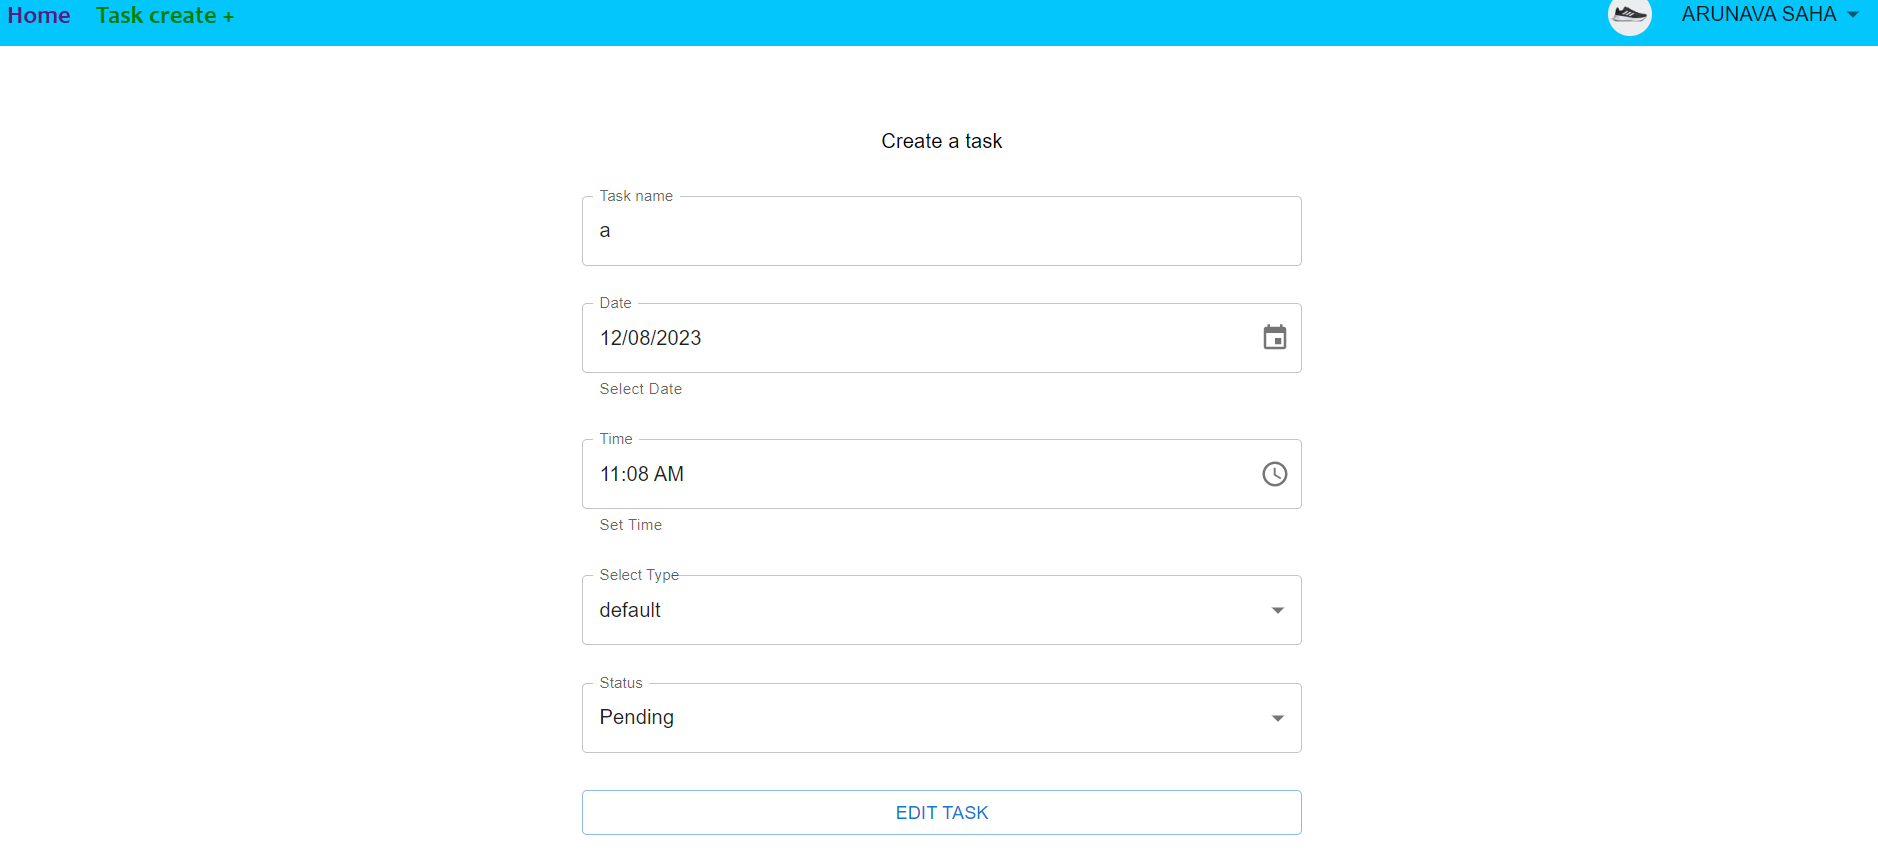 Home Task create + ARUNAVA SAHA
Create a task
Task name
a
Date
12/08/2023
Select Date
Time
11:08 AM
Set Time
Select Type
default
Status
Pending
EDIT TASK